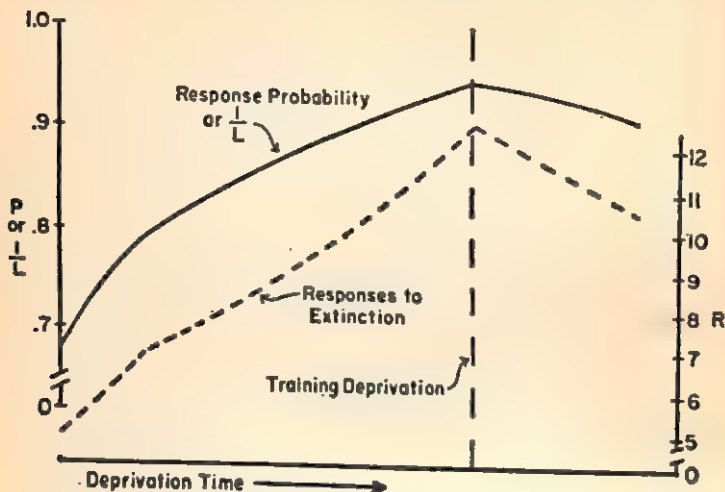 1.0
.9
.8
.7
0
P
or
1
L
Response Probability
or 1
L
Responses to
Extinction
Training Deprivation
12
11
10
9
8
7
6
5
0
R
Deprivation Time